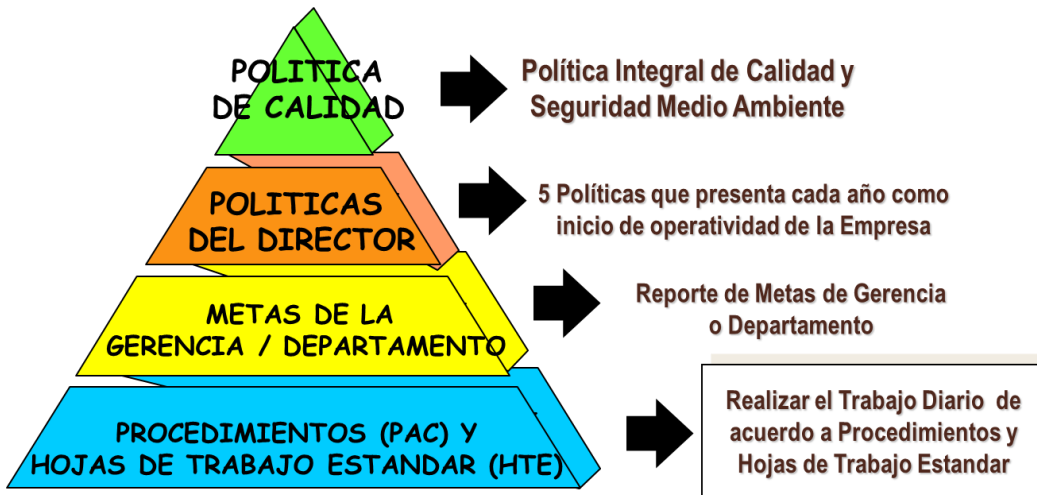 POLITICA
DE CALIDAD
Política Integral de Calidad y
Seguridad Medio Ambiente
POLITICAS
DEL DIRECTOR
5 Políticas que presenta cada año como
inicio de operatividad de la Empresa
METAS DE LA
GERENCIA / DEPARTAMENTO
Reporte de Metas de Gerencia
o Departamento
PROCEDIMIENTOS (PAC) Y
HOJAS DE TRABAJO ESTANDAR (HTE)
Realizar el Trabajo Diario de
acuerdo a Procedimientos y
Hojas de Trabajo Estandar